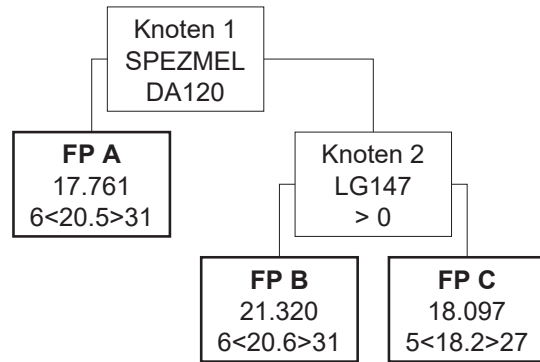 Knoten 1
SPEZMEL
DA120
FP A
17.761
6<20.5>31
Knoten 2
LG147
> 0
FP B
21.320
6<20.6>31
FP C
18.097
5<18.2>27